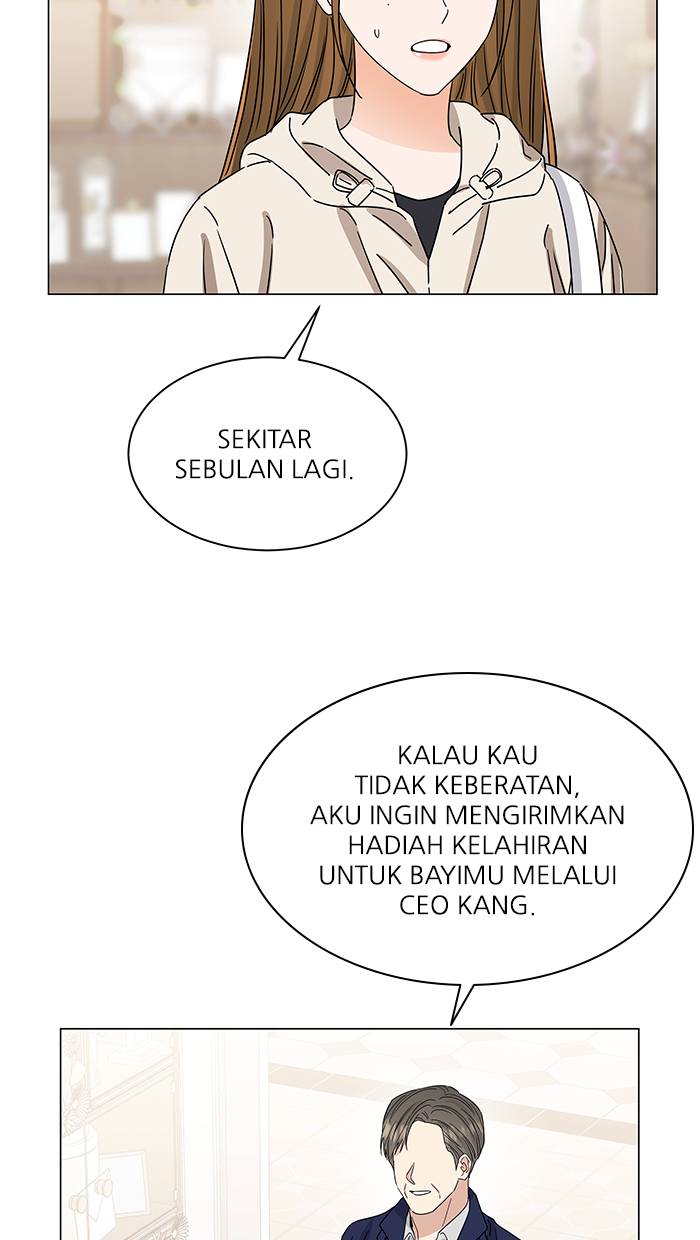 SEKITAR
SEBULAN LAGI.
KALAU KAU
TIDAK KEBERATAN,
AKU INGIN MENGIRIMKAN
HADIAH KELAHIRAN
UNTUK BAYIMU MELALUI
CEO KANG.